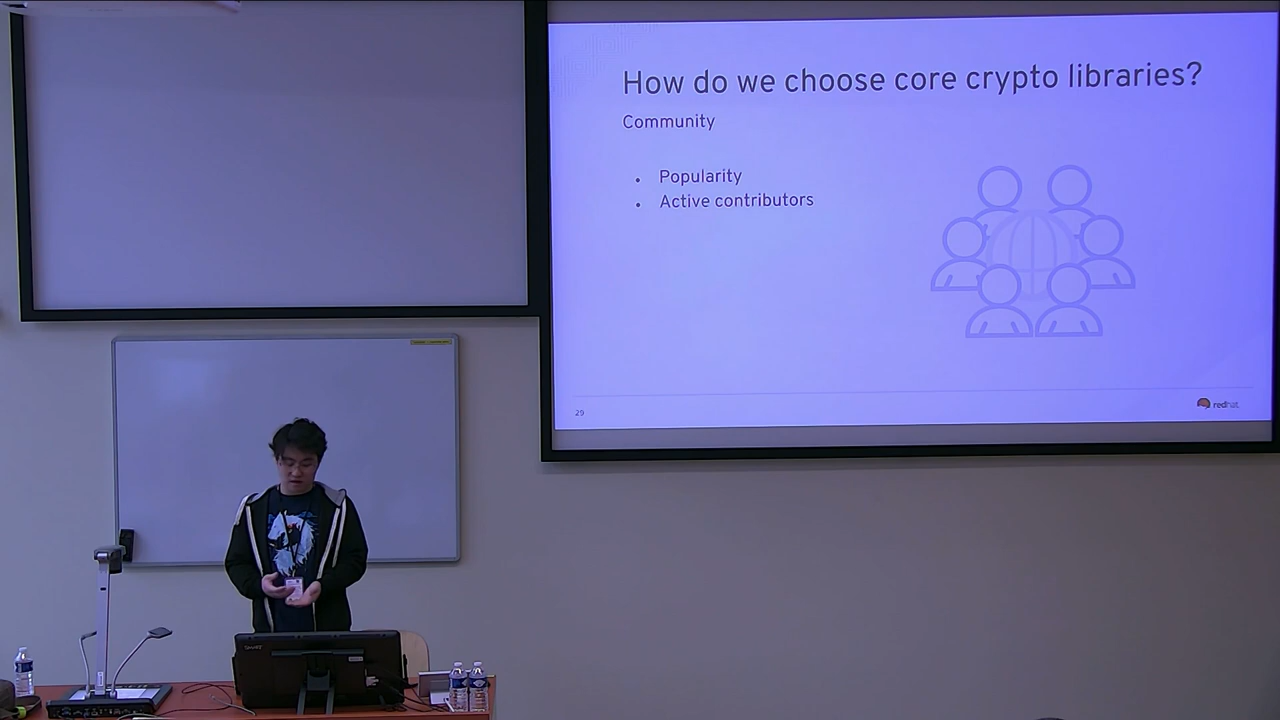 How do we choose core crypto libraries?
Community
Popularity
Active contributors
29
redhat